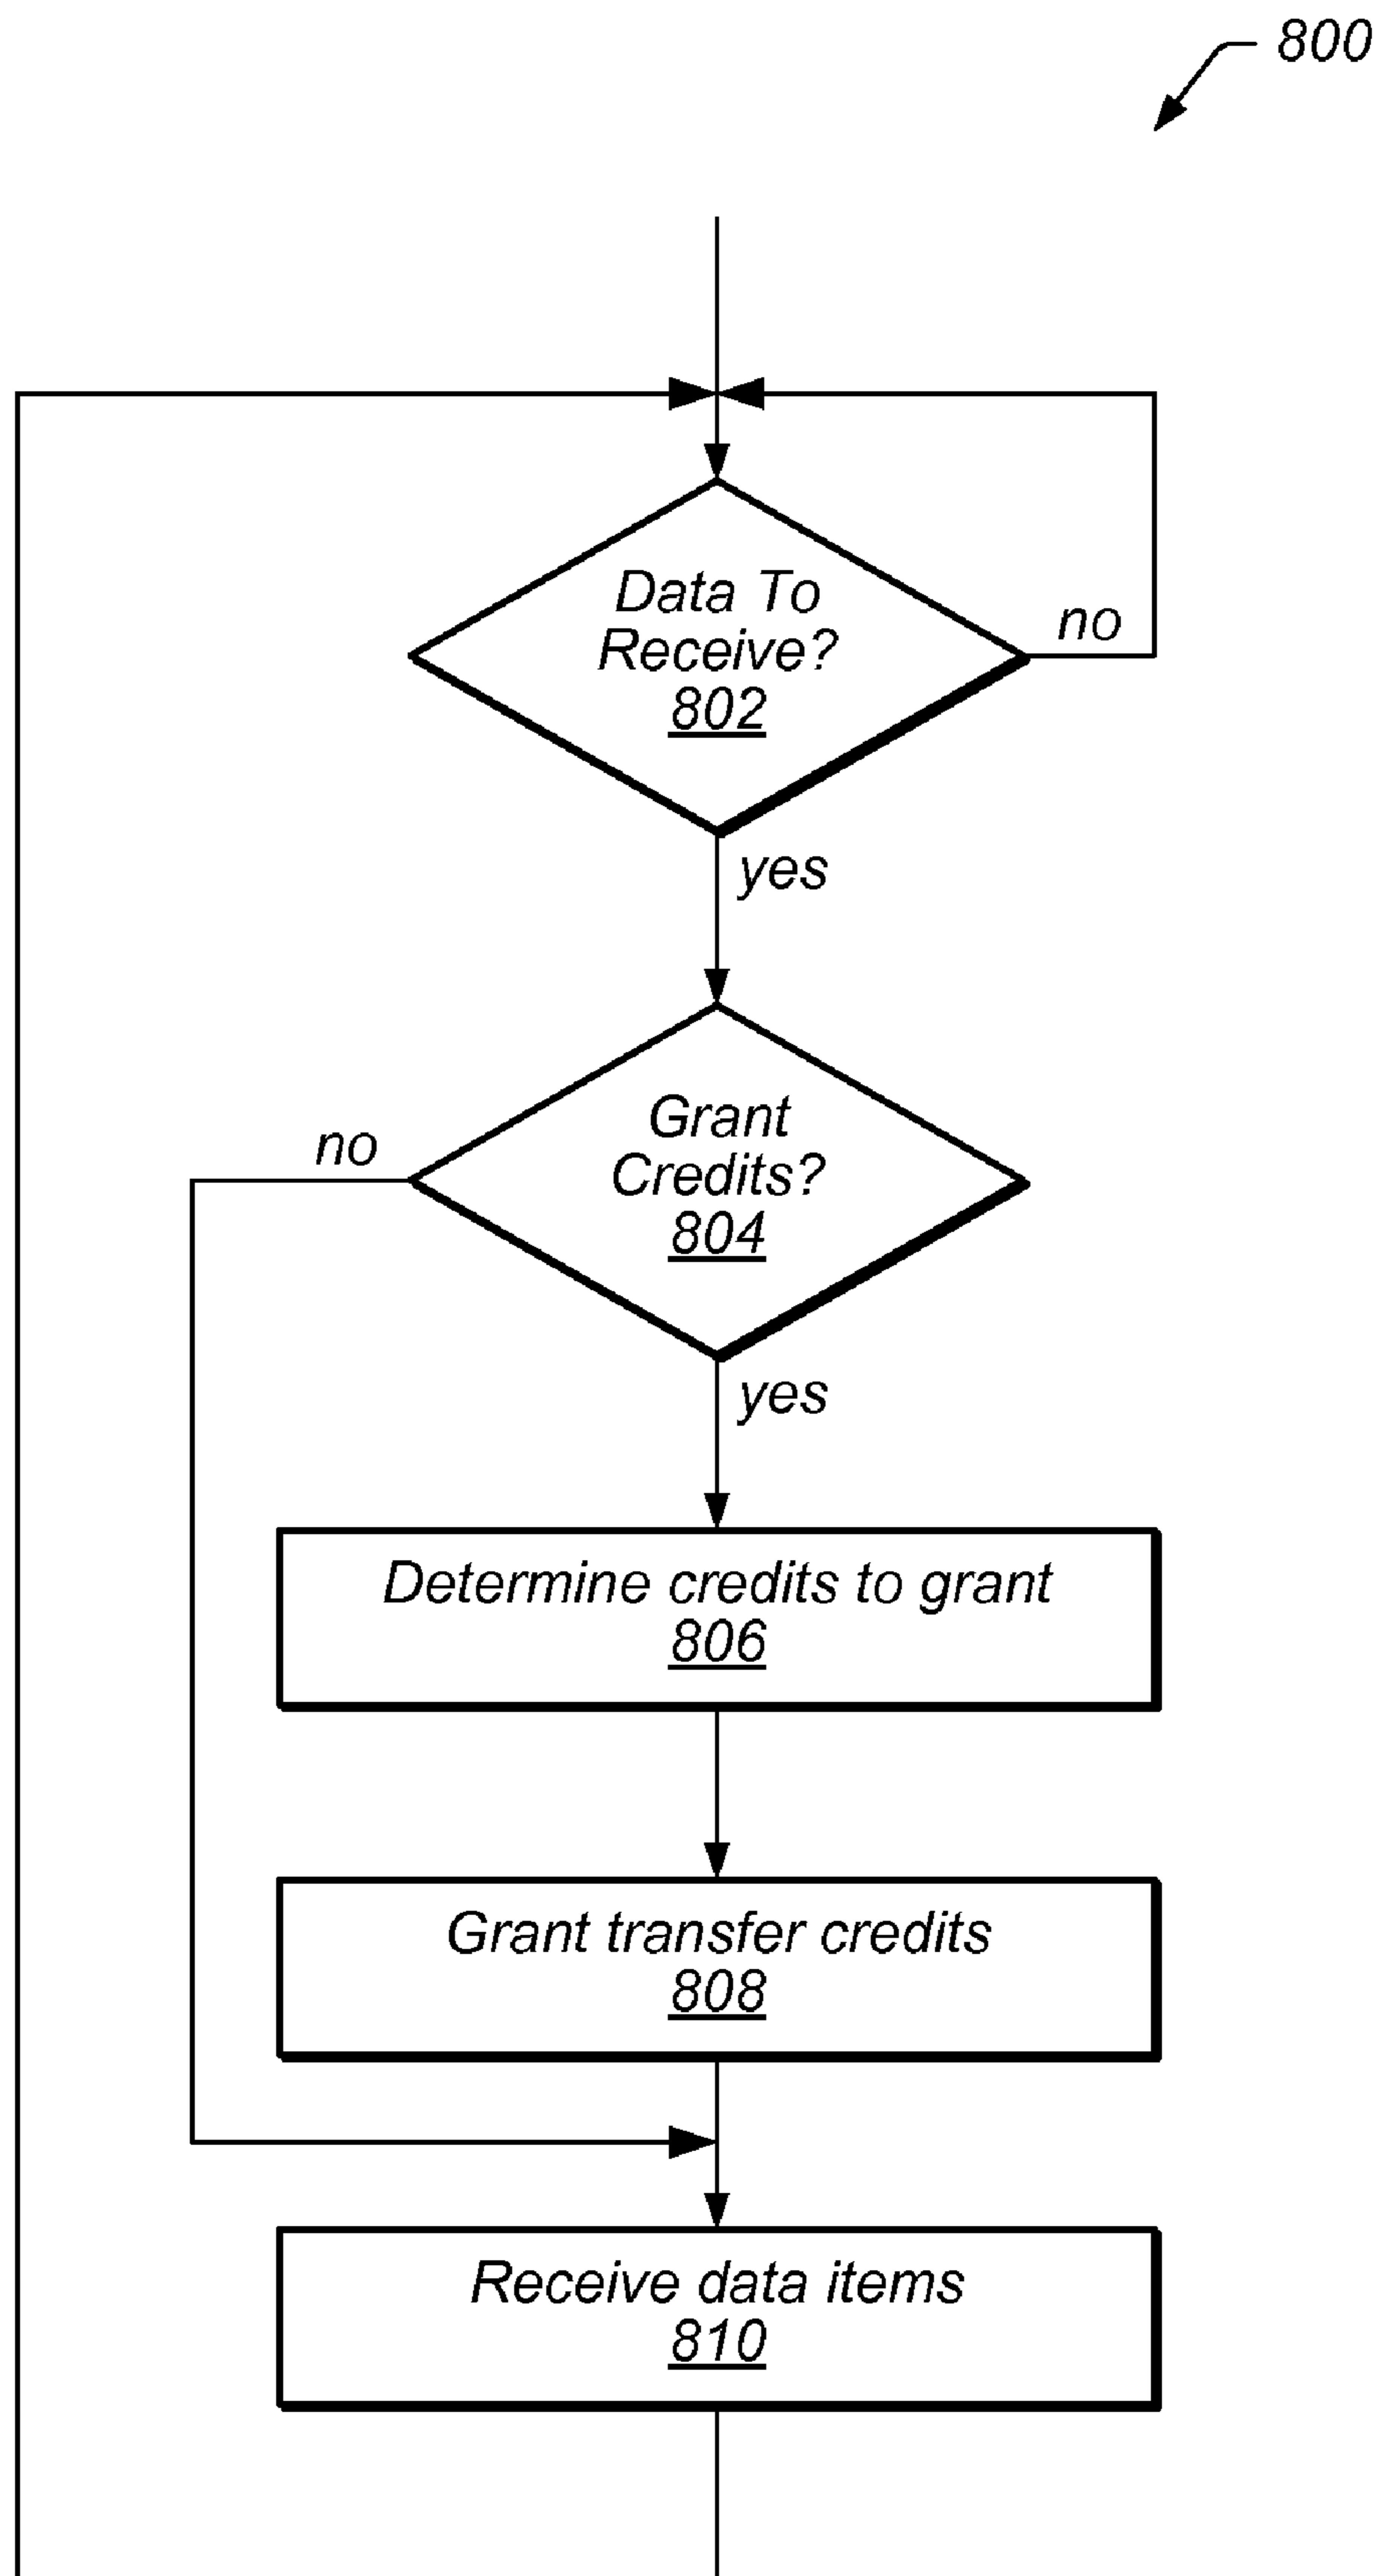 800
Data To
Receive?
802
no
yes
Grant
Credits?
804
no
yes
Determine credits to grant
806
Grant transfer credits
808
Receive data items
810